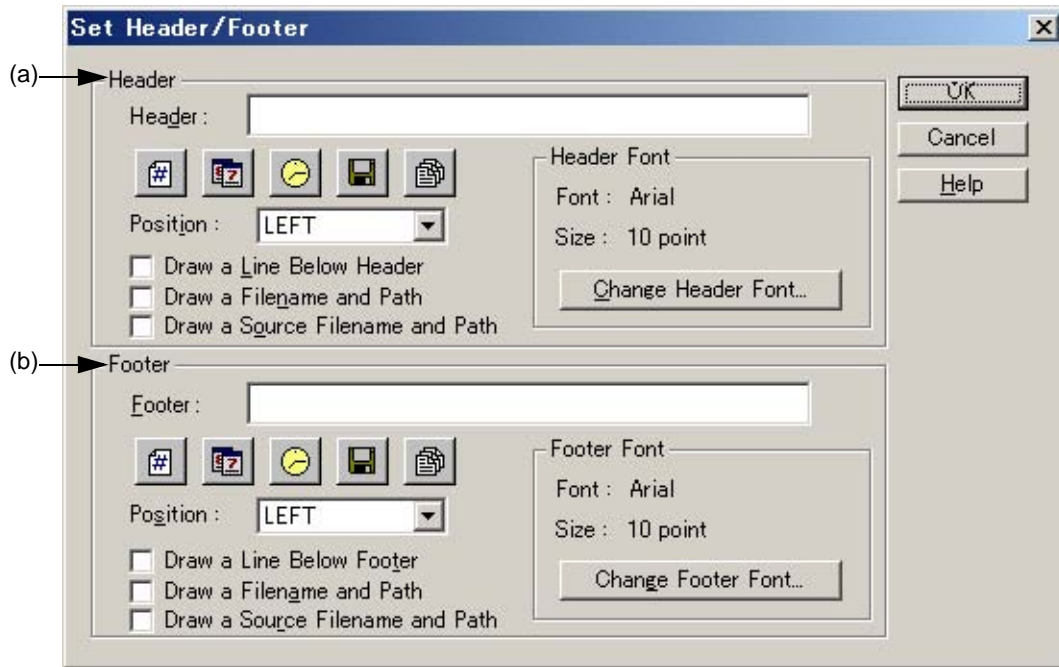 Set Header/Footer
(a)
Header
Header :
OK
Cancel
Help
Header Font
Font : Arial
Size : 10 point
Change Header Font...
Position :
LEFT
Draw a Line Below Header
Draw a Filename and Path
Draw a Source Filename and Path
(b)
Footer
Footer :
Footer Font
Font : Arial
Size : 10 point
Change Footer Font...
Position :
LEFT
Draw a Line Below Footer
Draw a Filename and Path
Draw a Source Filename and Path